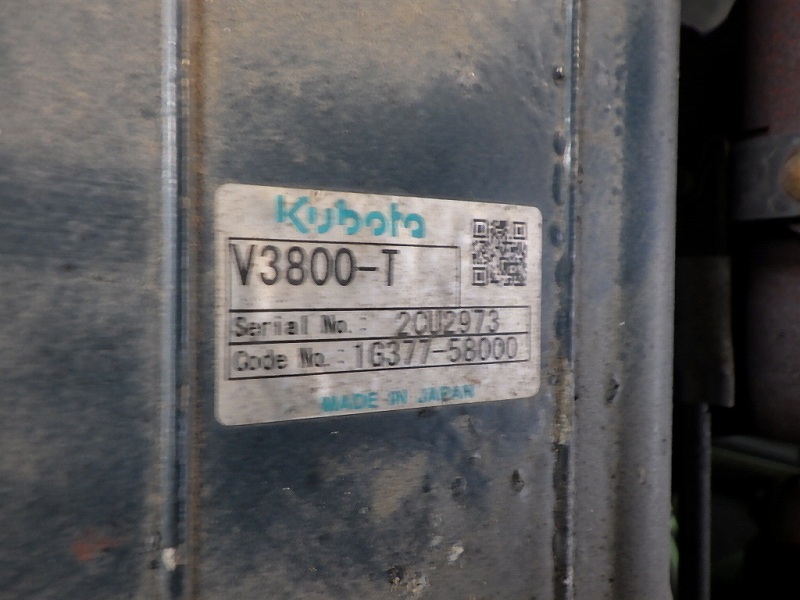 Kubota
V3800-T
Serial No.: 2CU2973
Code No.: 1G377-58000
MADE IN JAPAN